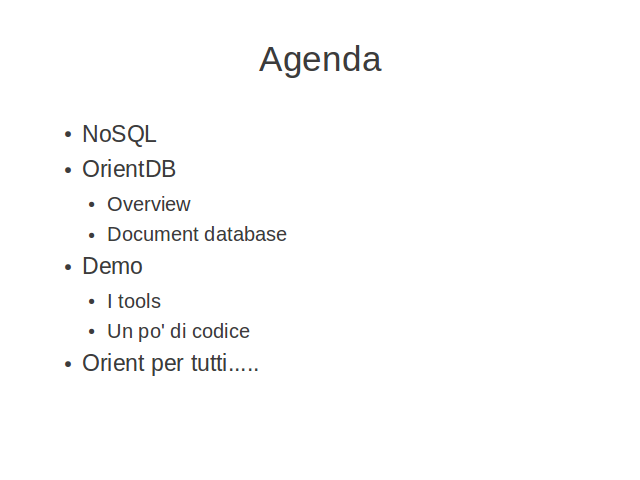 Agenda
• NoSQL
• OrientDB
• Overview
• Document database
• Demo
• I tools
• Un po' di codice
• Orient per tutti.....